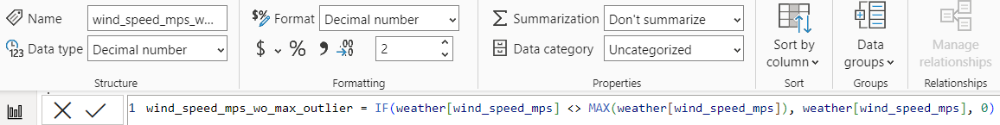 Name wind_speed_mps_w... Format Decimal number Summarization Don't summarize
Data type Decimal number $ % 9 .00 2 Data category Uncategorized
Sort by column
Data groups
Manage relationships
Structure Formatting Properties Sort Groups Relationships
1 wind_speed_mps_wo_max_outlier = IF(weather[wind_speed_mps] <> MAX(weather[wind_speed_mps]), weather[wind_speed_mps], 0)